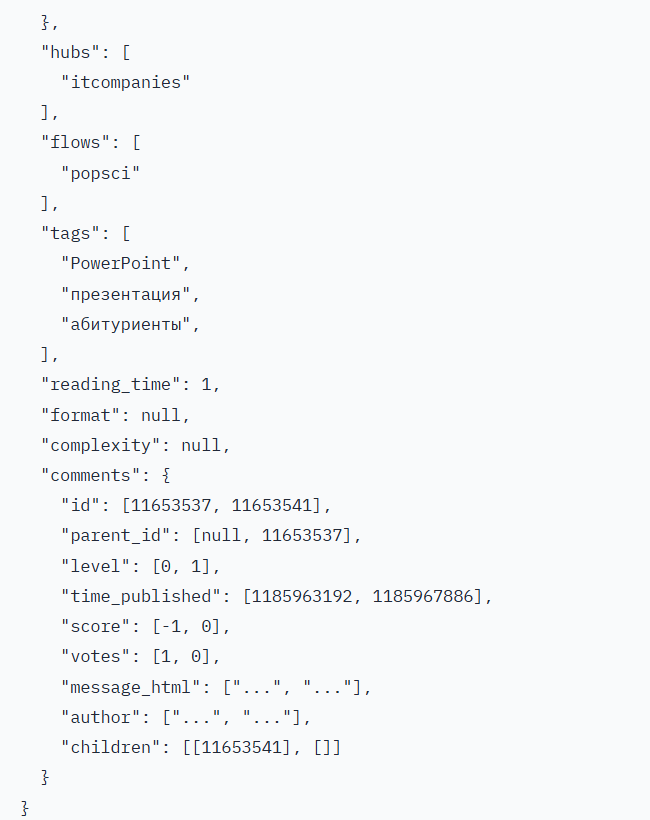 },
"hubs": [
"itcompanies"
],
"flows": [
"popsci"
],
"tags": [
"PowerPoint",
"презентация",
"абитуриенты",
],
"reading_time": 1,
"format": null,
"complexity": null,
"comments": {
"id": [11653537, 11653541],
"parent_id": [null, 11653537],
"level": [0, 1],
"time_published": [1185963192, 1185967886],
"score": [-1, 0],
"votes": [1, 0],
"message_html": ["...", "..."],
"author": ["...", "..."],
"children": [[11653541], []]
}
}